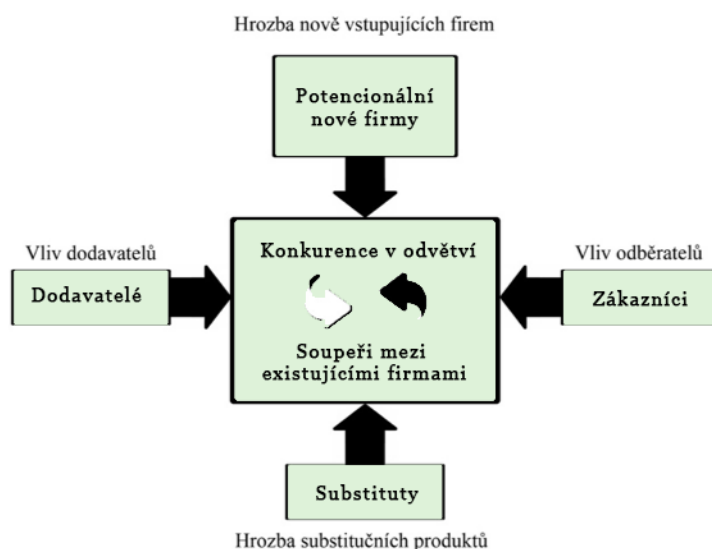 Hrozba nově vstupujících firem
Potencionální
nové firmy
Vliv dodavatelů
Dodavatelé
Konkurence v odvětví
Soupeři mezi
existujícími firmami
Vliv odběratelů
Zákazníci
Substituty
Hrozba substitučních produktů